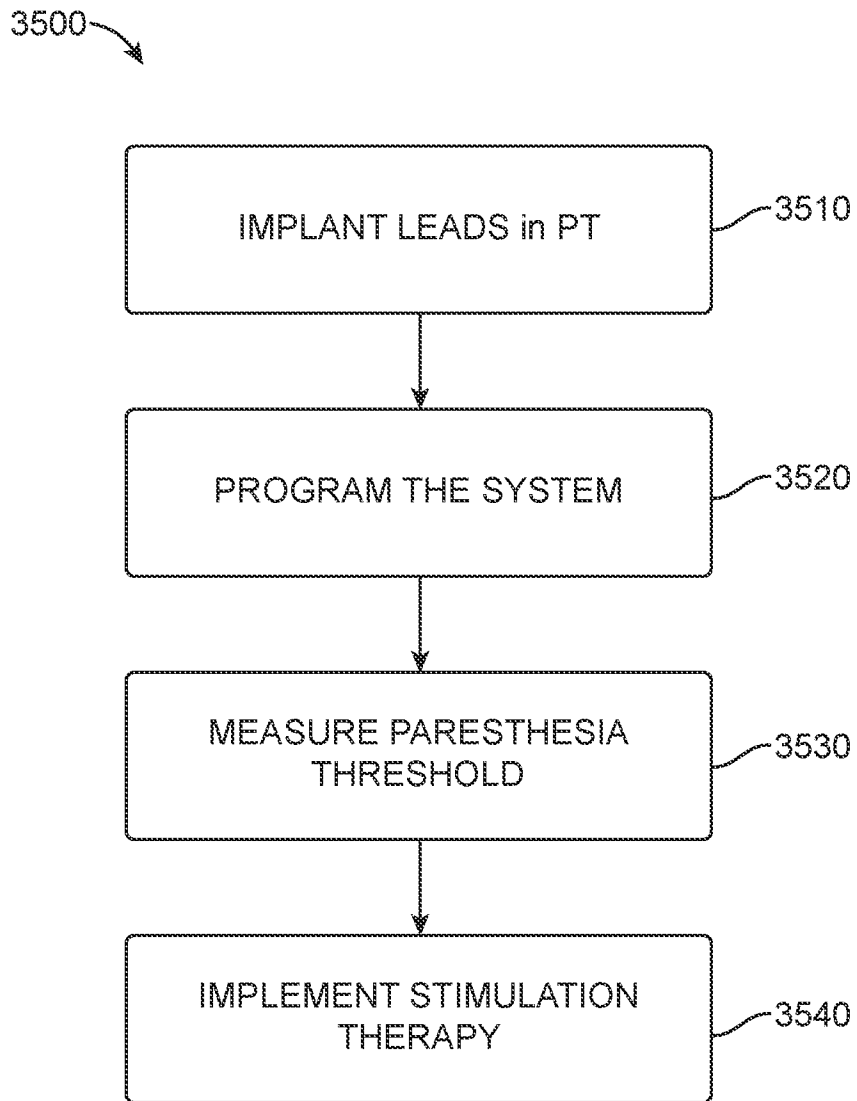 3500
IMPLANT LEADS in PT
3510
PROGRAM THE SYSTEM
3520
MEASURE PARESTHESIA
THRESHOLD
3530
IMPLEMENT STIMULATION
THERAPY
3540